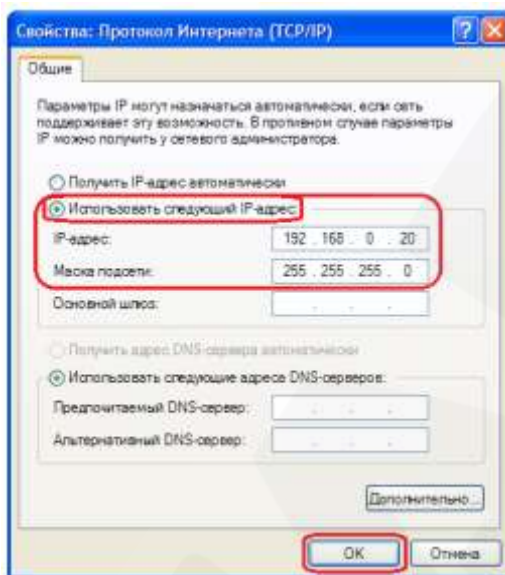 Свойства: Протокол Интернета (TCP/IP)
Общие
Параметры IP могут назначаться автоматически, если сеть
поддерживает эту возможность. В противном случае параметры
IP можно получить у сетевого администратора.
Получить IP-адрес автоматически
Использовать следующий IP-адрес:
IP-адрес: 192 . 168 . 0 . 20
Маска подсети: 255 . 255 . 255 . 0
Основной шлюз: . . .
Получить адрес DNS-сервера автоматически
Использовать следующие адреса DNS-серверов:
Предпочитаемый DNS-сервер: . . .
Альтернативный DNS-сервер: . . .
Дополнительно...
OK Отмена